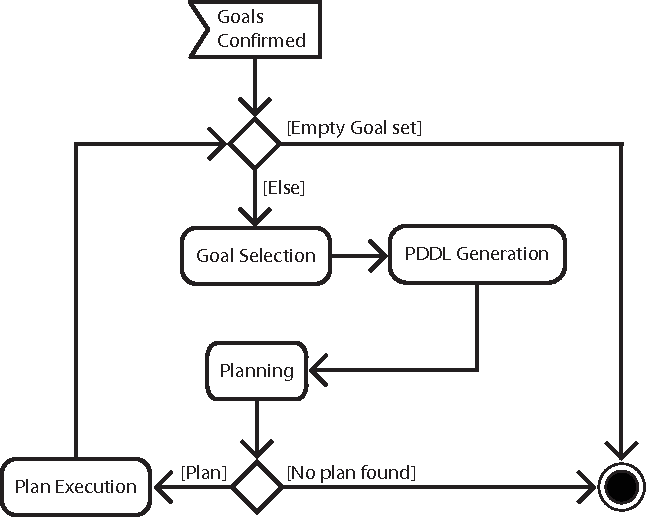 Goals
Confirmed
[Empty Goal set]
[Else]
Goal Selection
PDDL Generation
Planning
[Plan]
[No plan found]
Plan Execution